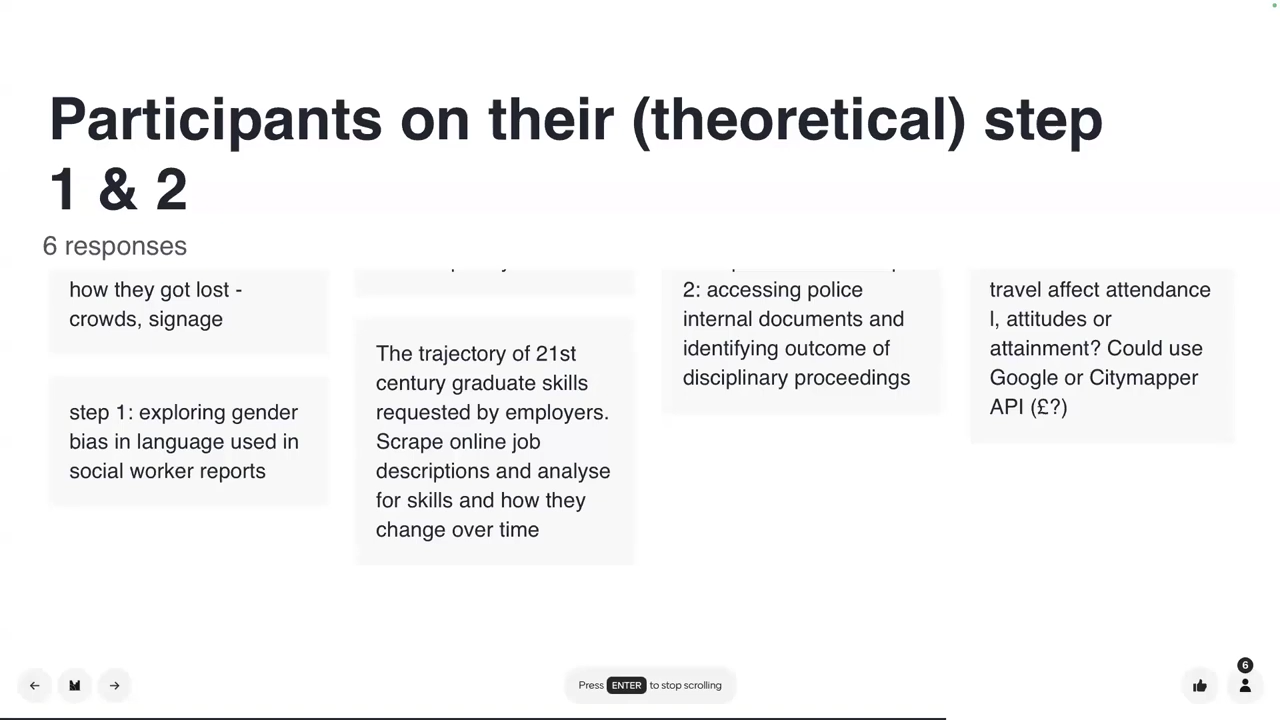 Participants on their (theoretical) step
1 & 2
6 responses
how they got lost -
crowds, signage
step 1: exploring gender
bias in language used in
social worker reports
The trajectory of 21st
century graduate skills
requested by employers.
Scrape online job
descriptions and analyse
for skills and how they
change over time
2: accessing police
internal documents and
identifying outcome of
disciplinary proceedings
travel affect attendance
l, attitudes or
attainment? Could use
Google or Citymapper
API (£?)
Press ENTER to stop scrolling
6